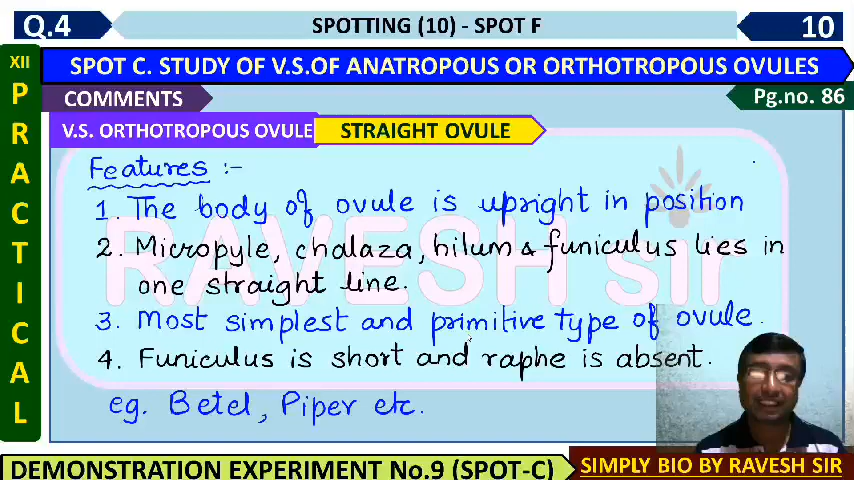 Q.4
SPOTTING (10) - SPOT F
10
XII
PRACTICAL
SPOT C. STUDY OF V.S.OF ANATROPOUS OR ORTHOTROPOUS OVULES
COMMENTS
Pg.no. 86
V.S. ORTHOTROPOUS OVULE
STRAIGHT OVULE
Features :-
1. The body of ovule is upright in position
2. Micropyle, chalaza, hilum & funiculus lies in
one straight line.
3. Most simplest and primitive type of ovule.
4. Funiculus is short and raphe is absent.
eg. Betel, Piper etc.
RAVESH sir
DEMONSTRATION EXPERIMENT No.9 (SPOT-C)
SIMPLY BIO BY RAVESH SIR